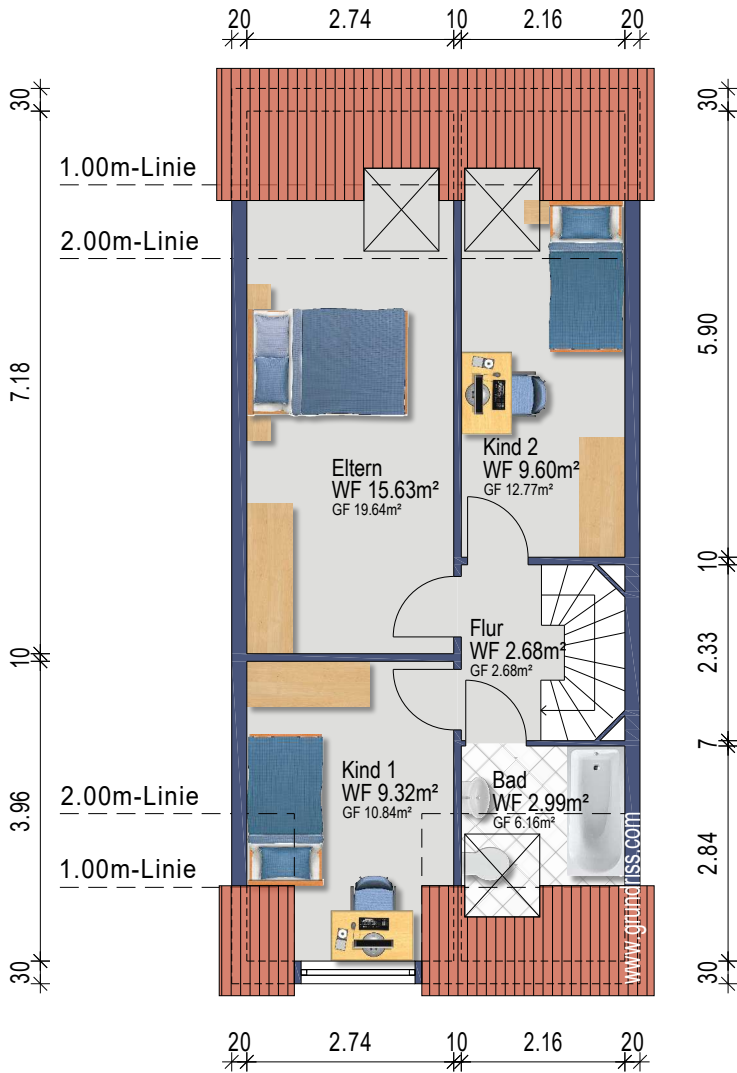 20 2.74 10 2.16 20
30
30
1.00m-Linie
2.00m-Linie
5.90
7.18
Kind 2
WF 9.60m²
GF 12.77m²
Eltern
WF 15.63m²
GF 19.64m²
10
Flur
WF 2.68m²
GF 2.68m²
2.33
10
7
Kind 1
WF 9.32m²
GF 10.84m²
Bad
WF 2.99m²
GF 6.16m²
2.00m-Linie
3.96
2.84
1.00m-Linie
www.grundriss.com
30
30
20 2.74 10 2.16 20